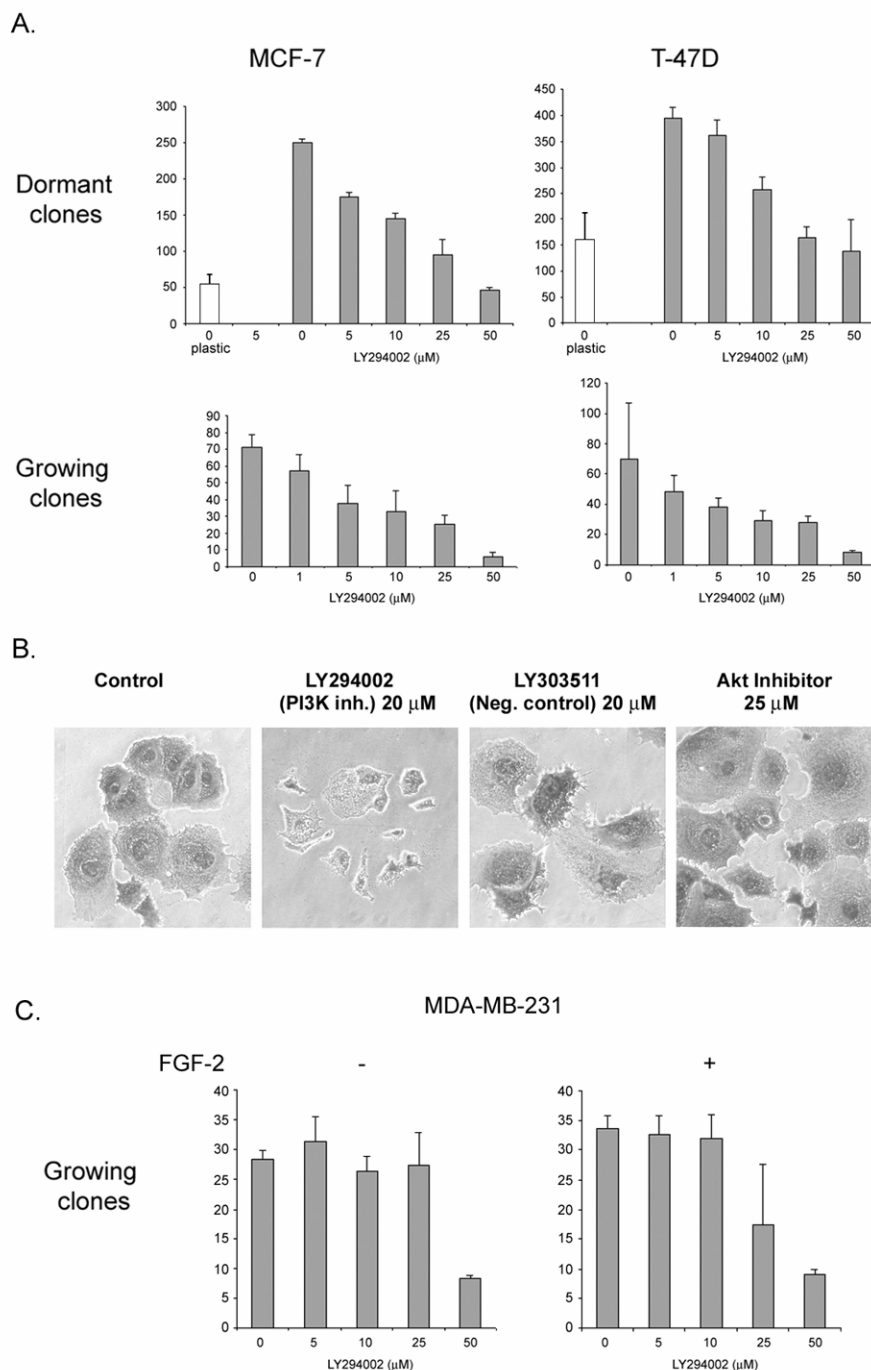 A.
MCF-7
T-47D
Dormant
clones
300
250
200
150
100
50
0
0 5 0 5 10 25 50
plastic
LY294002 (μM)
450
400
350
300
250
200
150
100
50
0
0 0 5 10 25 50
plastic
LY294002 (μM)
Growing
clones
90
80
70
60
50
40
30
20
10
0
0 1 5 10 25 50
LY294002 (μM)
120
100
80
60
40
20
0
0 1 5 10 25 50
LY294002 (μM)
B.
Control
LY294002
(PI3K inh.) 20 μM
LY303511
(Neg. control) 20 μM
Akt Inhibitor
25 μM
C.
MDA-MB-231
FGF-2 - +
Growing
clones
40
35
30
25
20
15
10
5
0
0 5 10 25 50
LY294002 (μM)
40
35
30
25
20
15
10
5
0
0 5 10 25 50
LY294002 (μM)